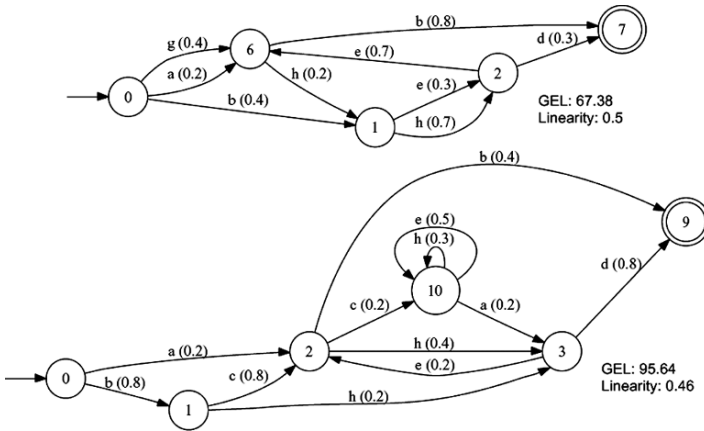 b (0.8)
7
g (0.4)
6
e (0.7)
d (0.3)
a (0.2)
h (0.2)
2
0
e (0.3)
b (0.4)
1
h (0.7)
GEL: 67.38
Linearity: 0.5
b (0.4)
9
e (0.5)
h (0.3)
d (0.8)
10
c (0.2)
a (0.2)
a (0.2)
2
h (0.4)
3
0
e (0.2)
b (0.8)
c (0.8)
h (0.2)
1
GEL: 95.64
Linearity: 0.46